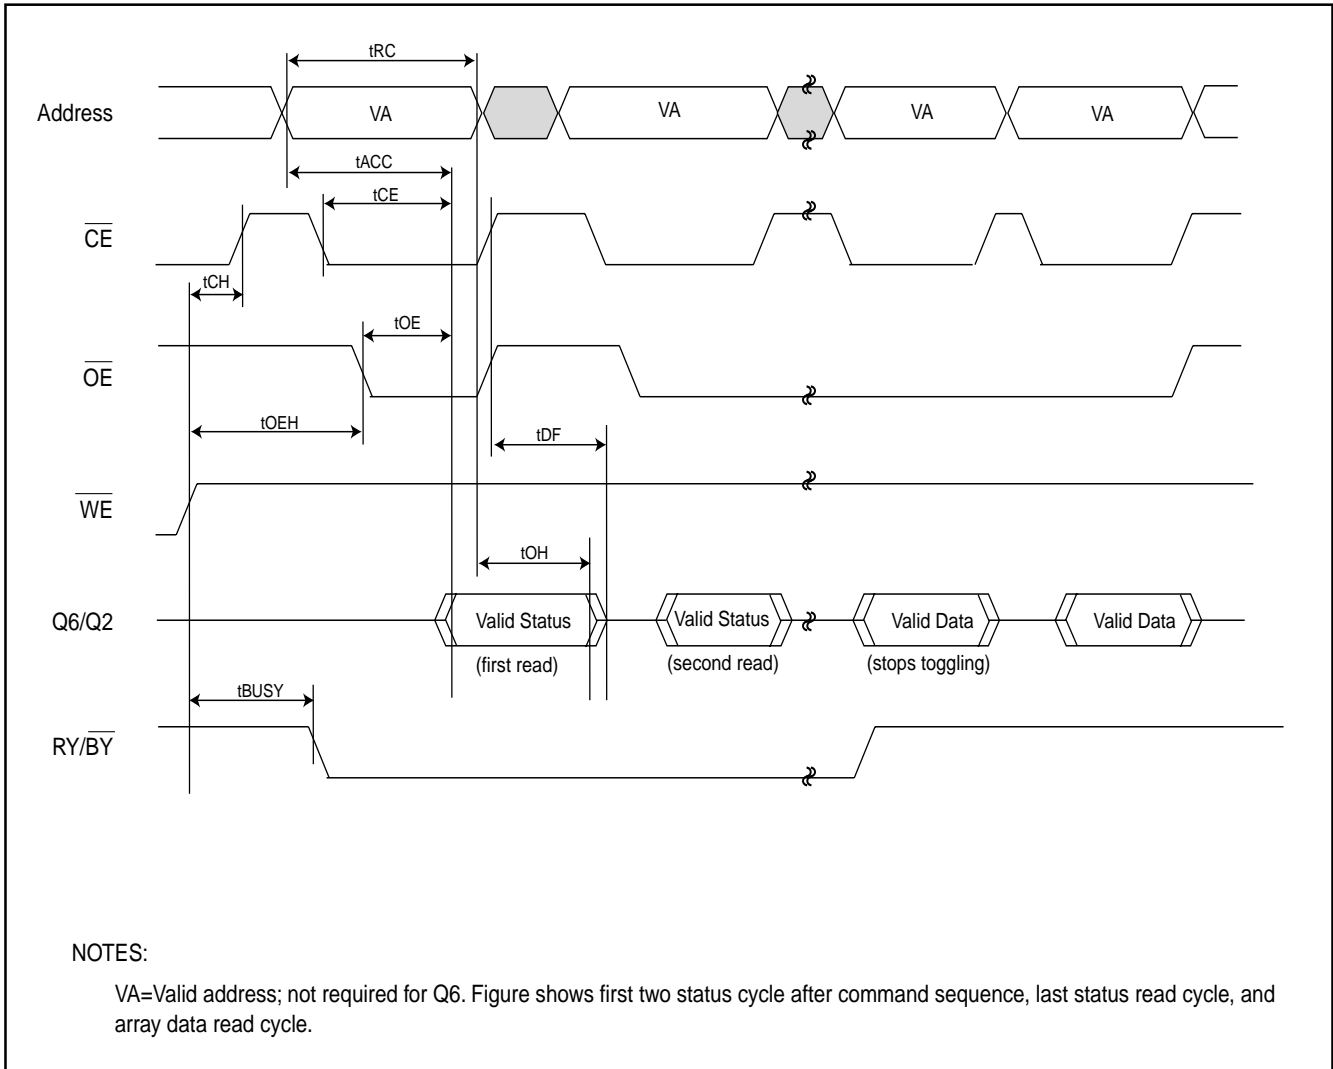 tRC
Address
VA
VA
VA
VA
tACC
tCE
CE
tCH
tOE
OE
tOEH
tDF
WE
tOH
Q6/Q2
Valid Status
Valid Status
Valid Data
Valid Data
(first read)
(second read)
(stops toggling)
tBUSY
RY/BY
NOTES:
VA=Valid address; not required for Q6. Figure shows first two status cycle after command sequence, last status read cycle, and
array data read cycle.